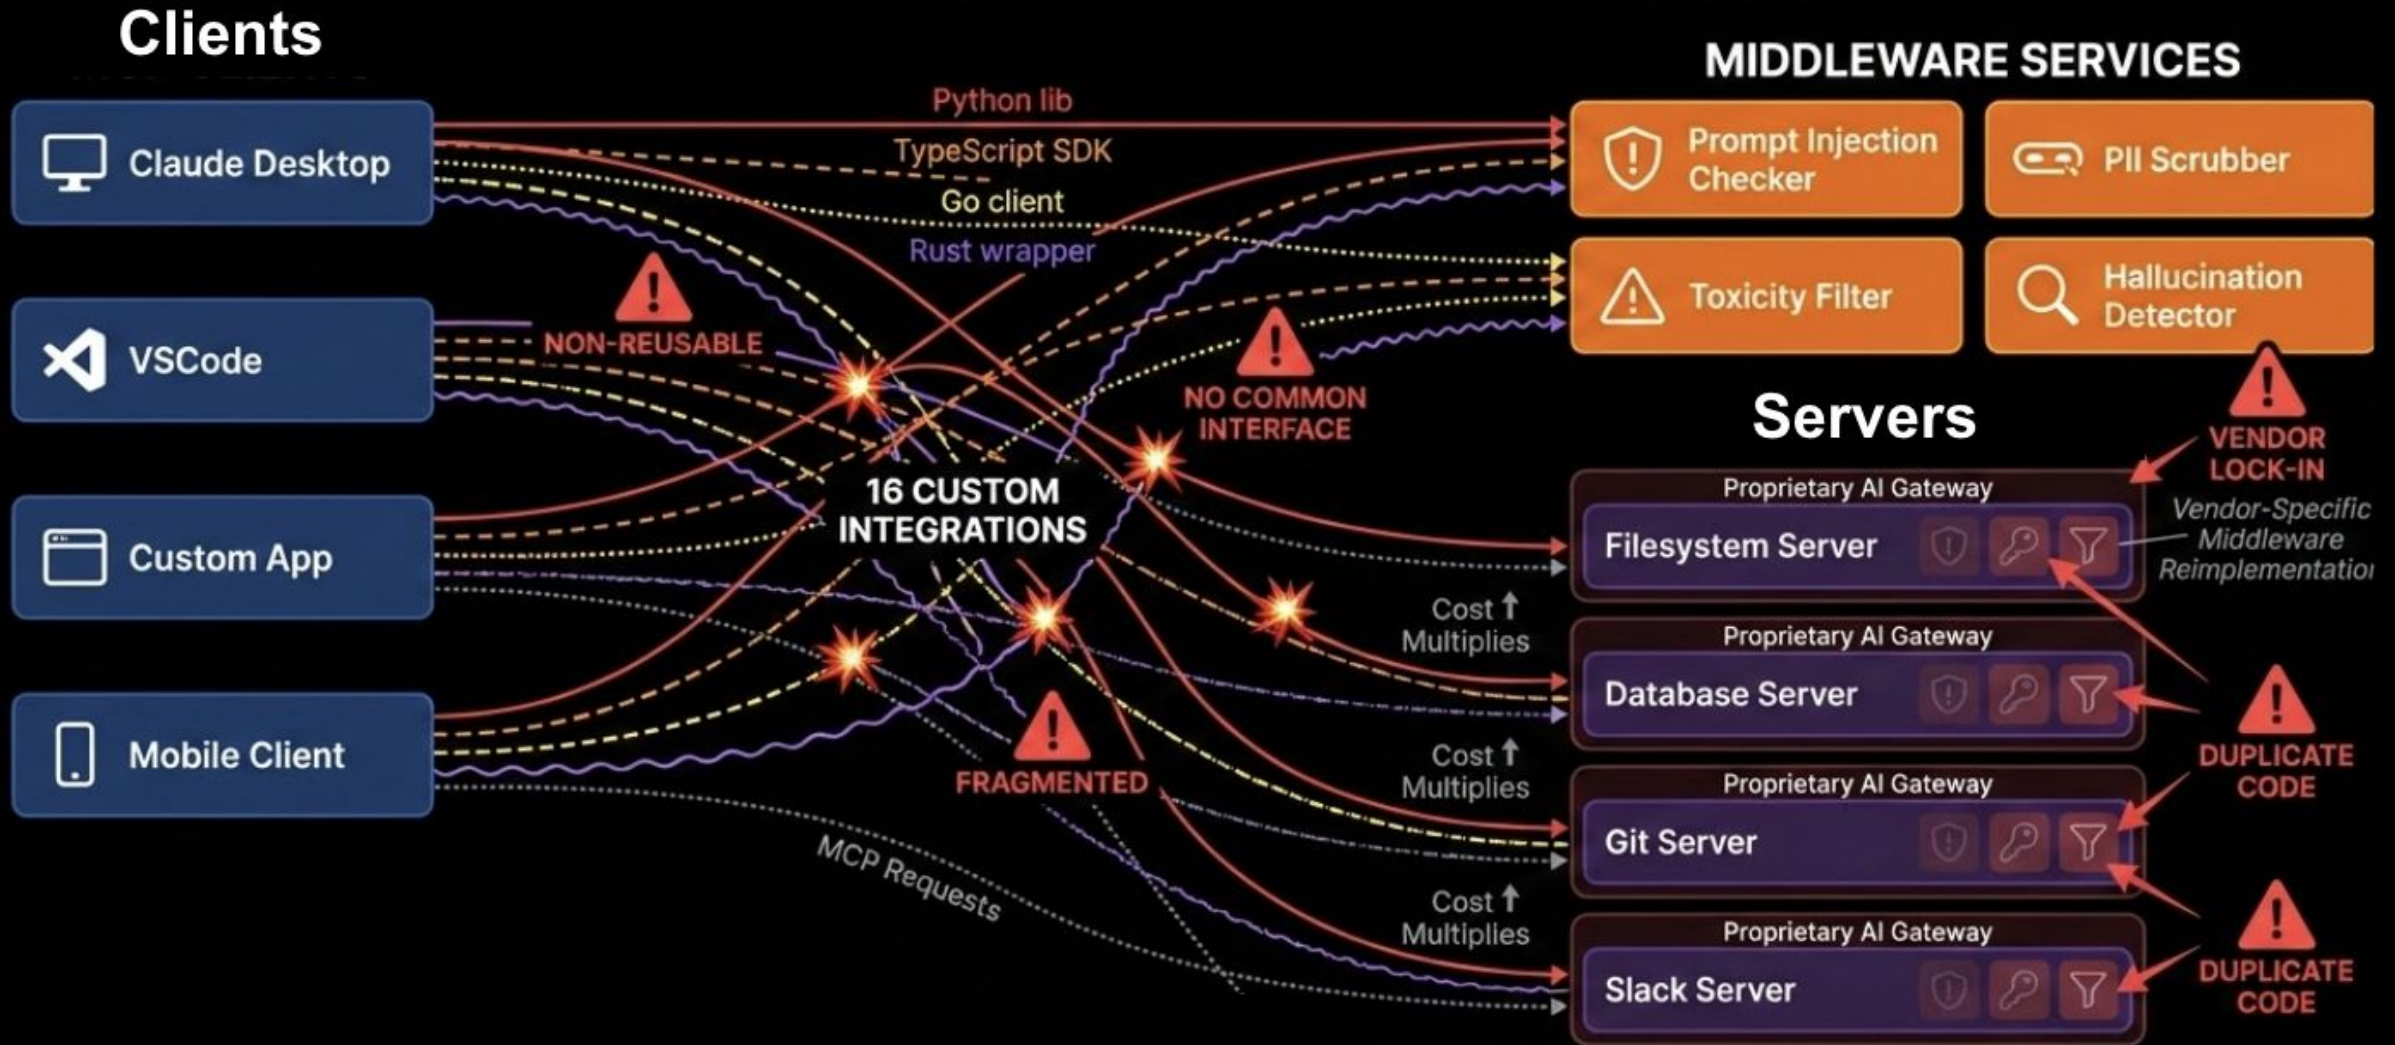 Clients
Claude Desktop
VSCode
Custom App
Mobile Client
Python lib
TypeScript SDK
Go client
Rust wrapper
NON-REUSABLE
NO COMMON
INTERFACE
16 CUSTOM
INTEGRATIONS
FRAGMENTED
MCP Requests
Cost ↑
Multiplies
Cost ↑
Multiplies
Cost ↑
Multiplies
MIDDLEWARE SERVICES
Prompt Injection
Checker
PII Scrubber
Toxicity Filter
Hallucination
Detector
Servers
VENDOR
LOCK-IN
Vendor-Specific
Middleware
Reimplementation
Proprietary AI Gateway
Filesystem Server
Proprietary AI Gateway
Database Server
Proprietary AI Gateway
Git Server
Proprietary AI Gateway
Slack Server
DUPLICATE
CODE
DUPLICATE
CODE